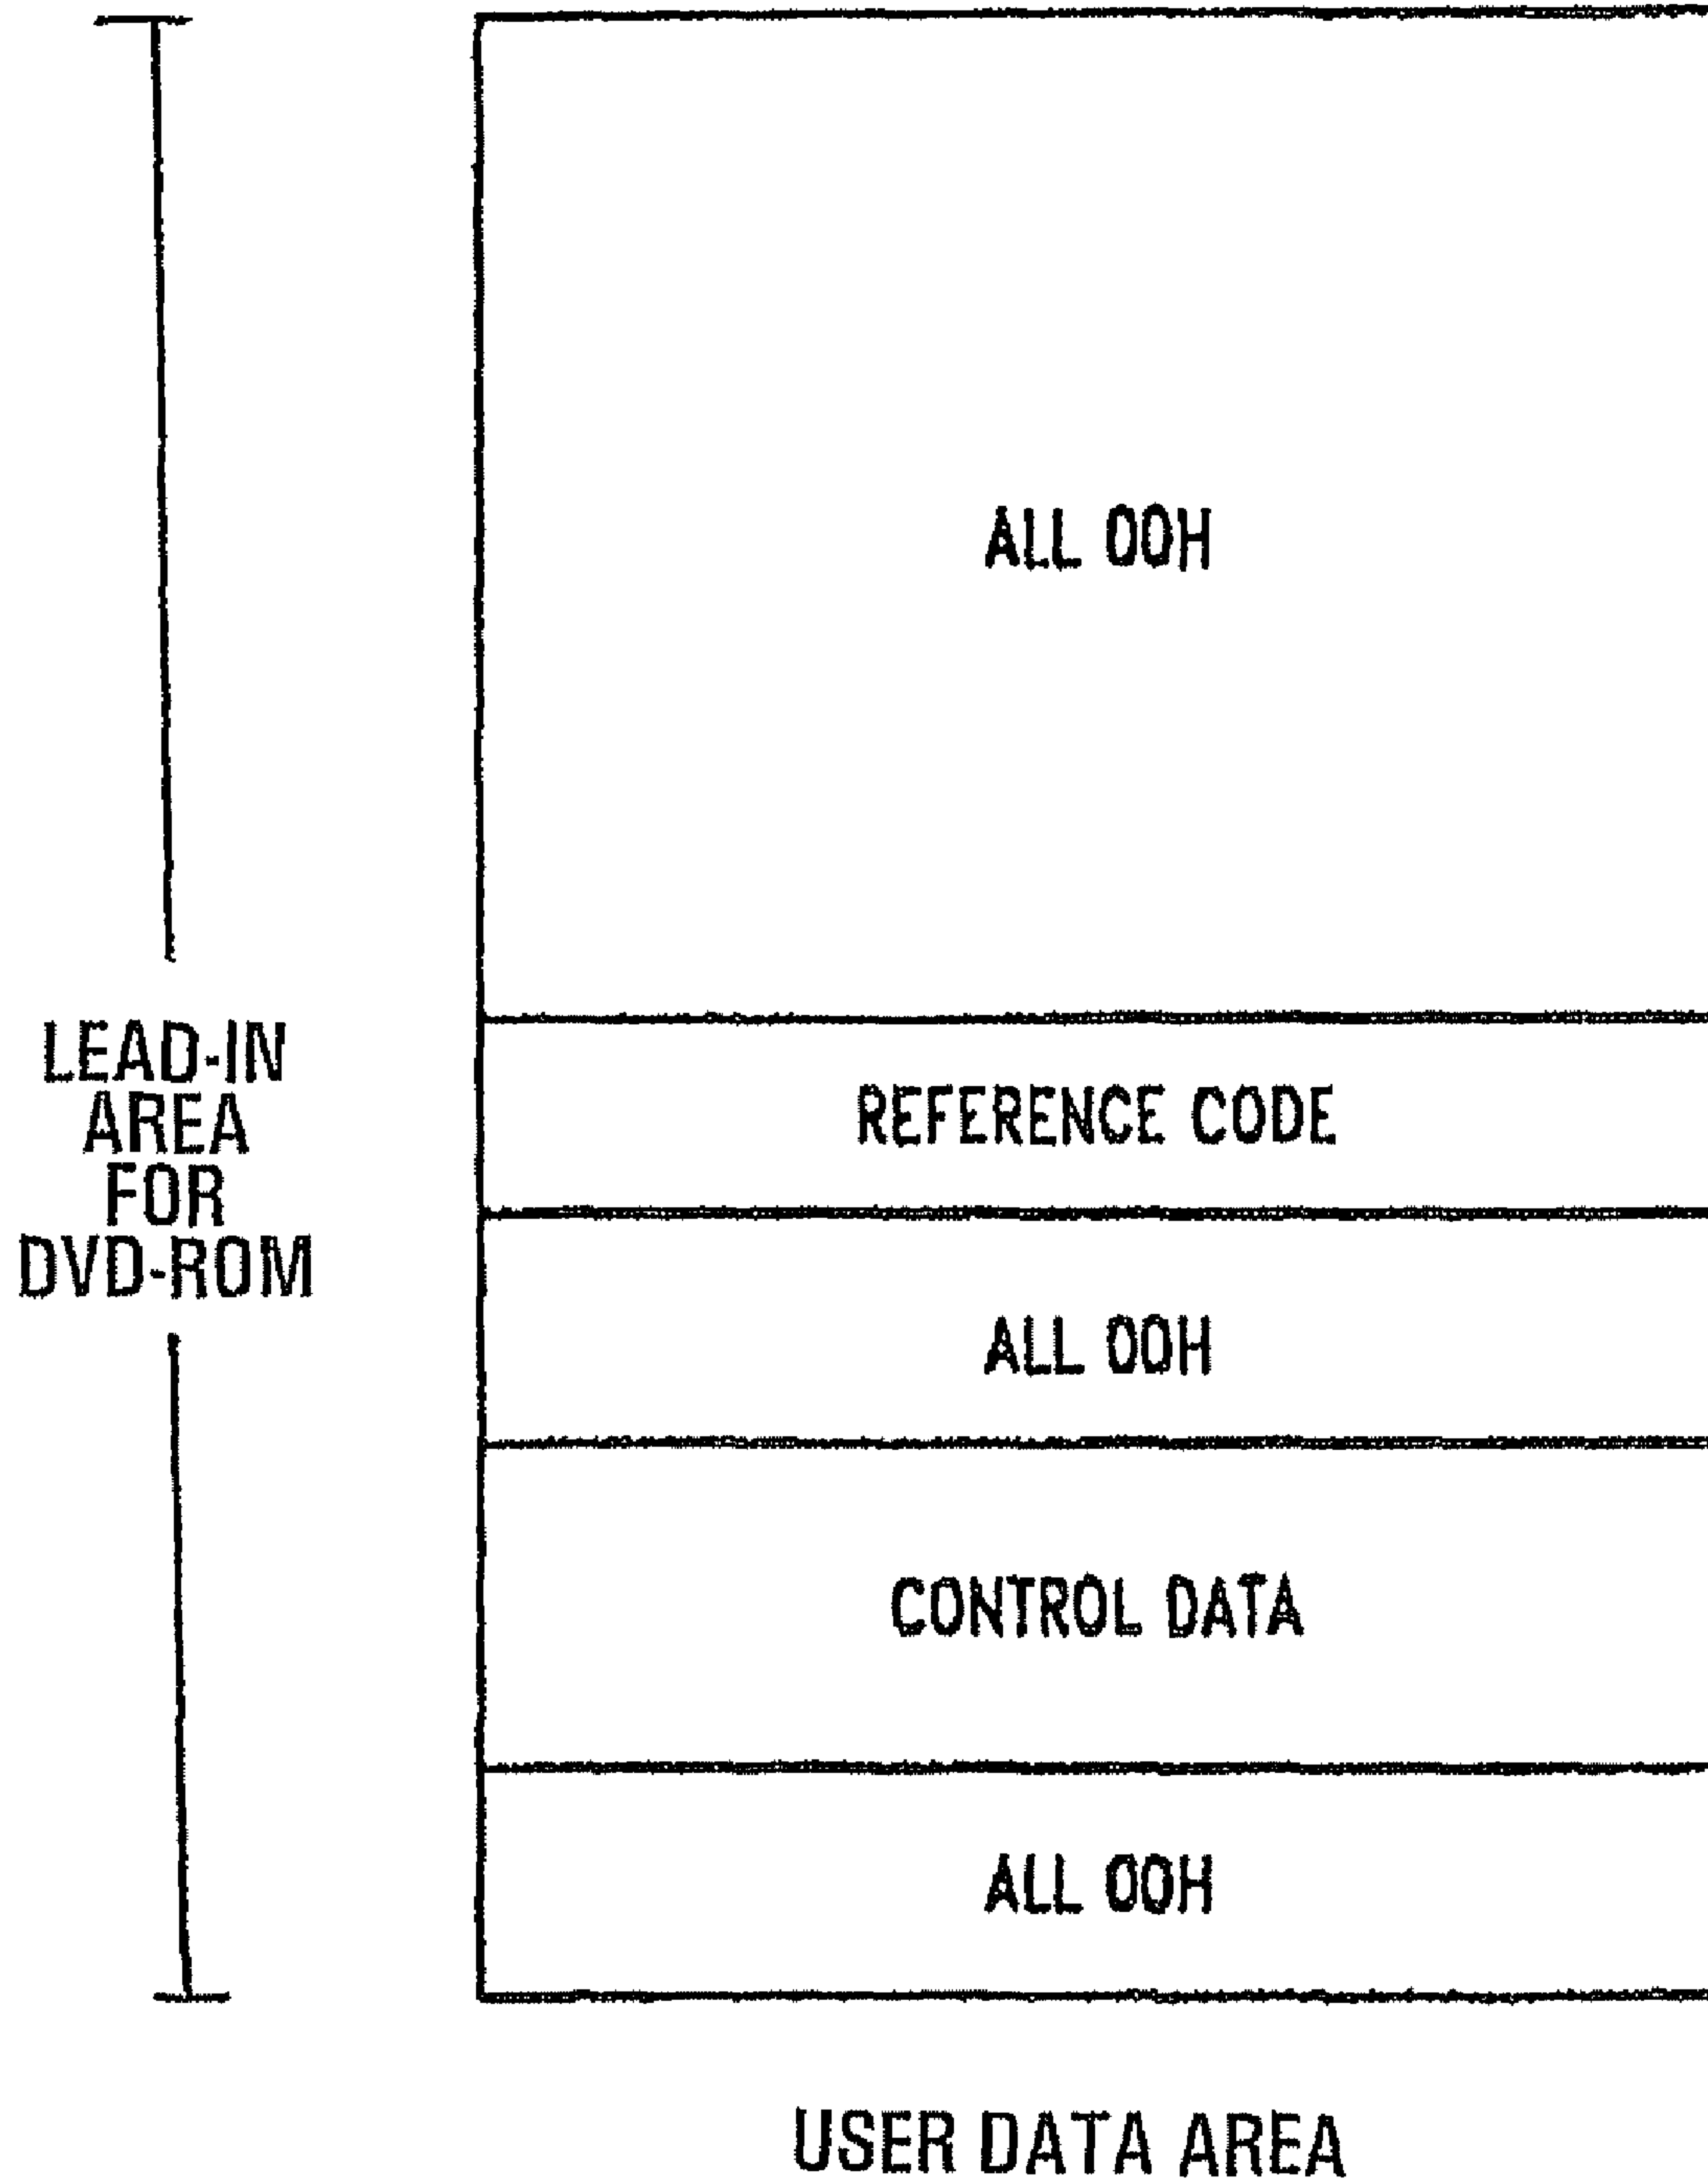 ALL 00H
LEAD-IN
AREA
FOR
DVD-ROM
REFERENCE CODE
ALL 00H
CONTROL DATA
ALL 00H
USER DATA AREA